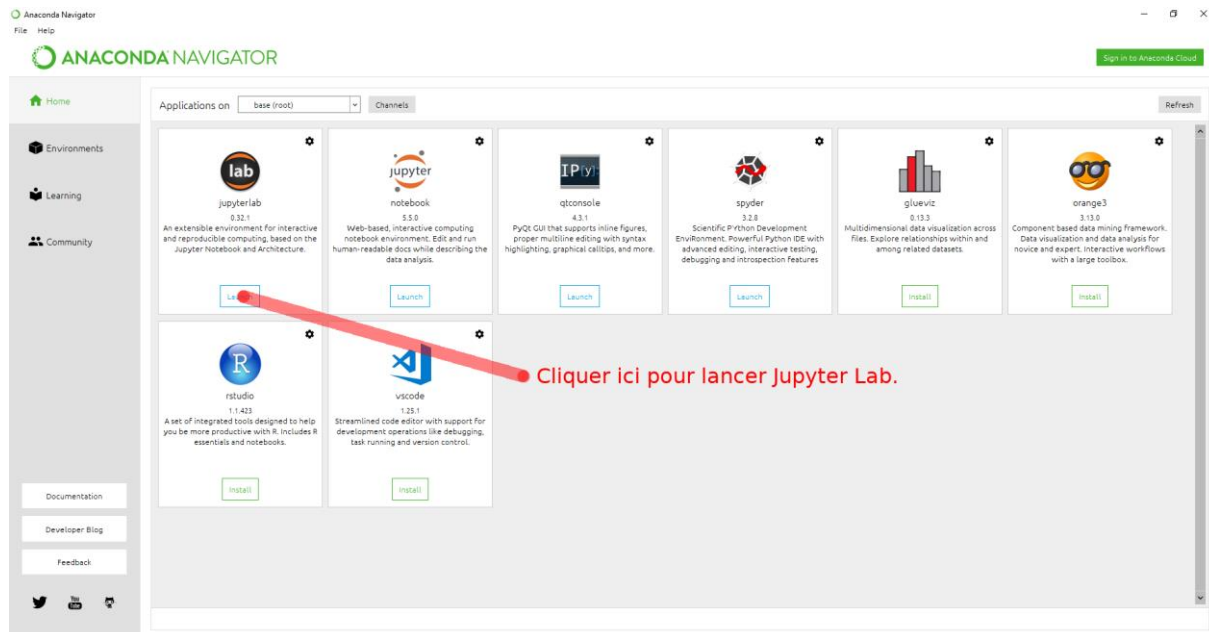 Anaconda Navigator
File Help
ANACONDA NAVIGATOR
Sign in to Anaconda Cloud
Home
Environments
Learning
Community
Documentation
Developer Blog
Feedback
You
Tube
Applications on base (root) Channels Refresh
lab
jupyterlab
0.32.1
An extensible environment for interactive
and reproducible computing, based on the
Jupyter Notebook and Architecture.
Launch
jupyter
notebook
5.5.0
Web-based, interactive computing
notebook environment. Edit and run
human-readable docs while describing the
data analysis.
Launch
IP[y]:
qtconsole
4.3.1
PyQt GUI that supports inline figures,
proper multiline editing with syntax
highlighting, graphical calltips, and more.
Launch
spyder
3.2.8
Scientific PYthon Development
EnviRonment. Powerful Python IDE with
advanced editing, interactive testing,
debugging and introspection features
Launch
glueviz
0.13.3
Multidimensional data visualization across
files. Explore relationships within and
among related datasets.
Install
orange3
3.13.0
Component based data mining framework.
Data visualization and data analysis for
novice and expert. Interactive workflows
with a large toolbox.
Install
R
rstudio
1.1.423
A set of integrated tools designed to help
you be more productive with R. Includes R
essentials and notebooks.
Install
vscode
1.25.1
Streamlined code editor with support for
development operations like debugging,
task running and version control.
Install
Cliquer ici pour lancer Jupyter Lab.